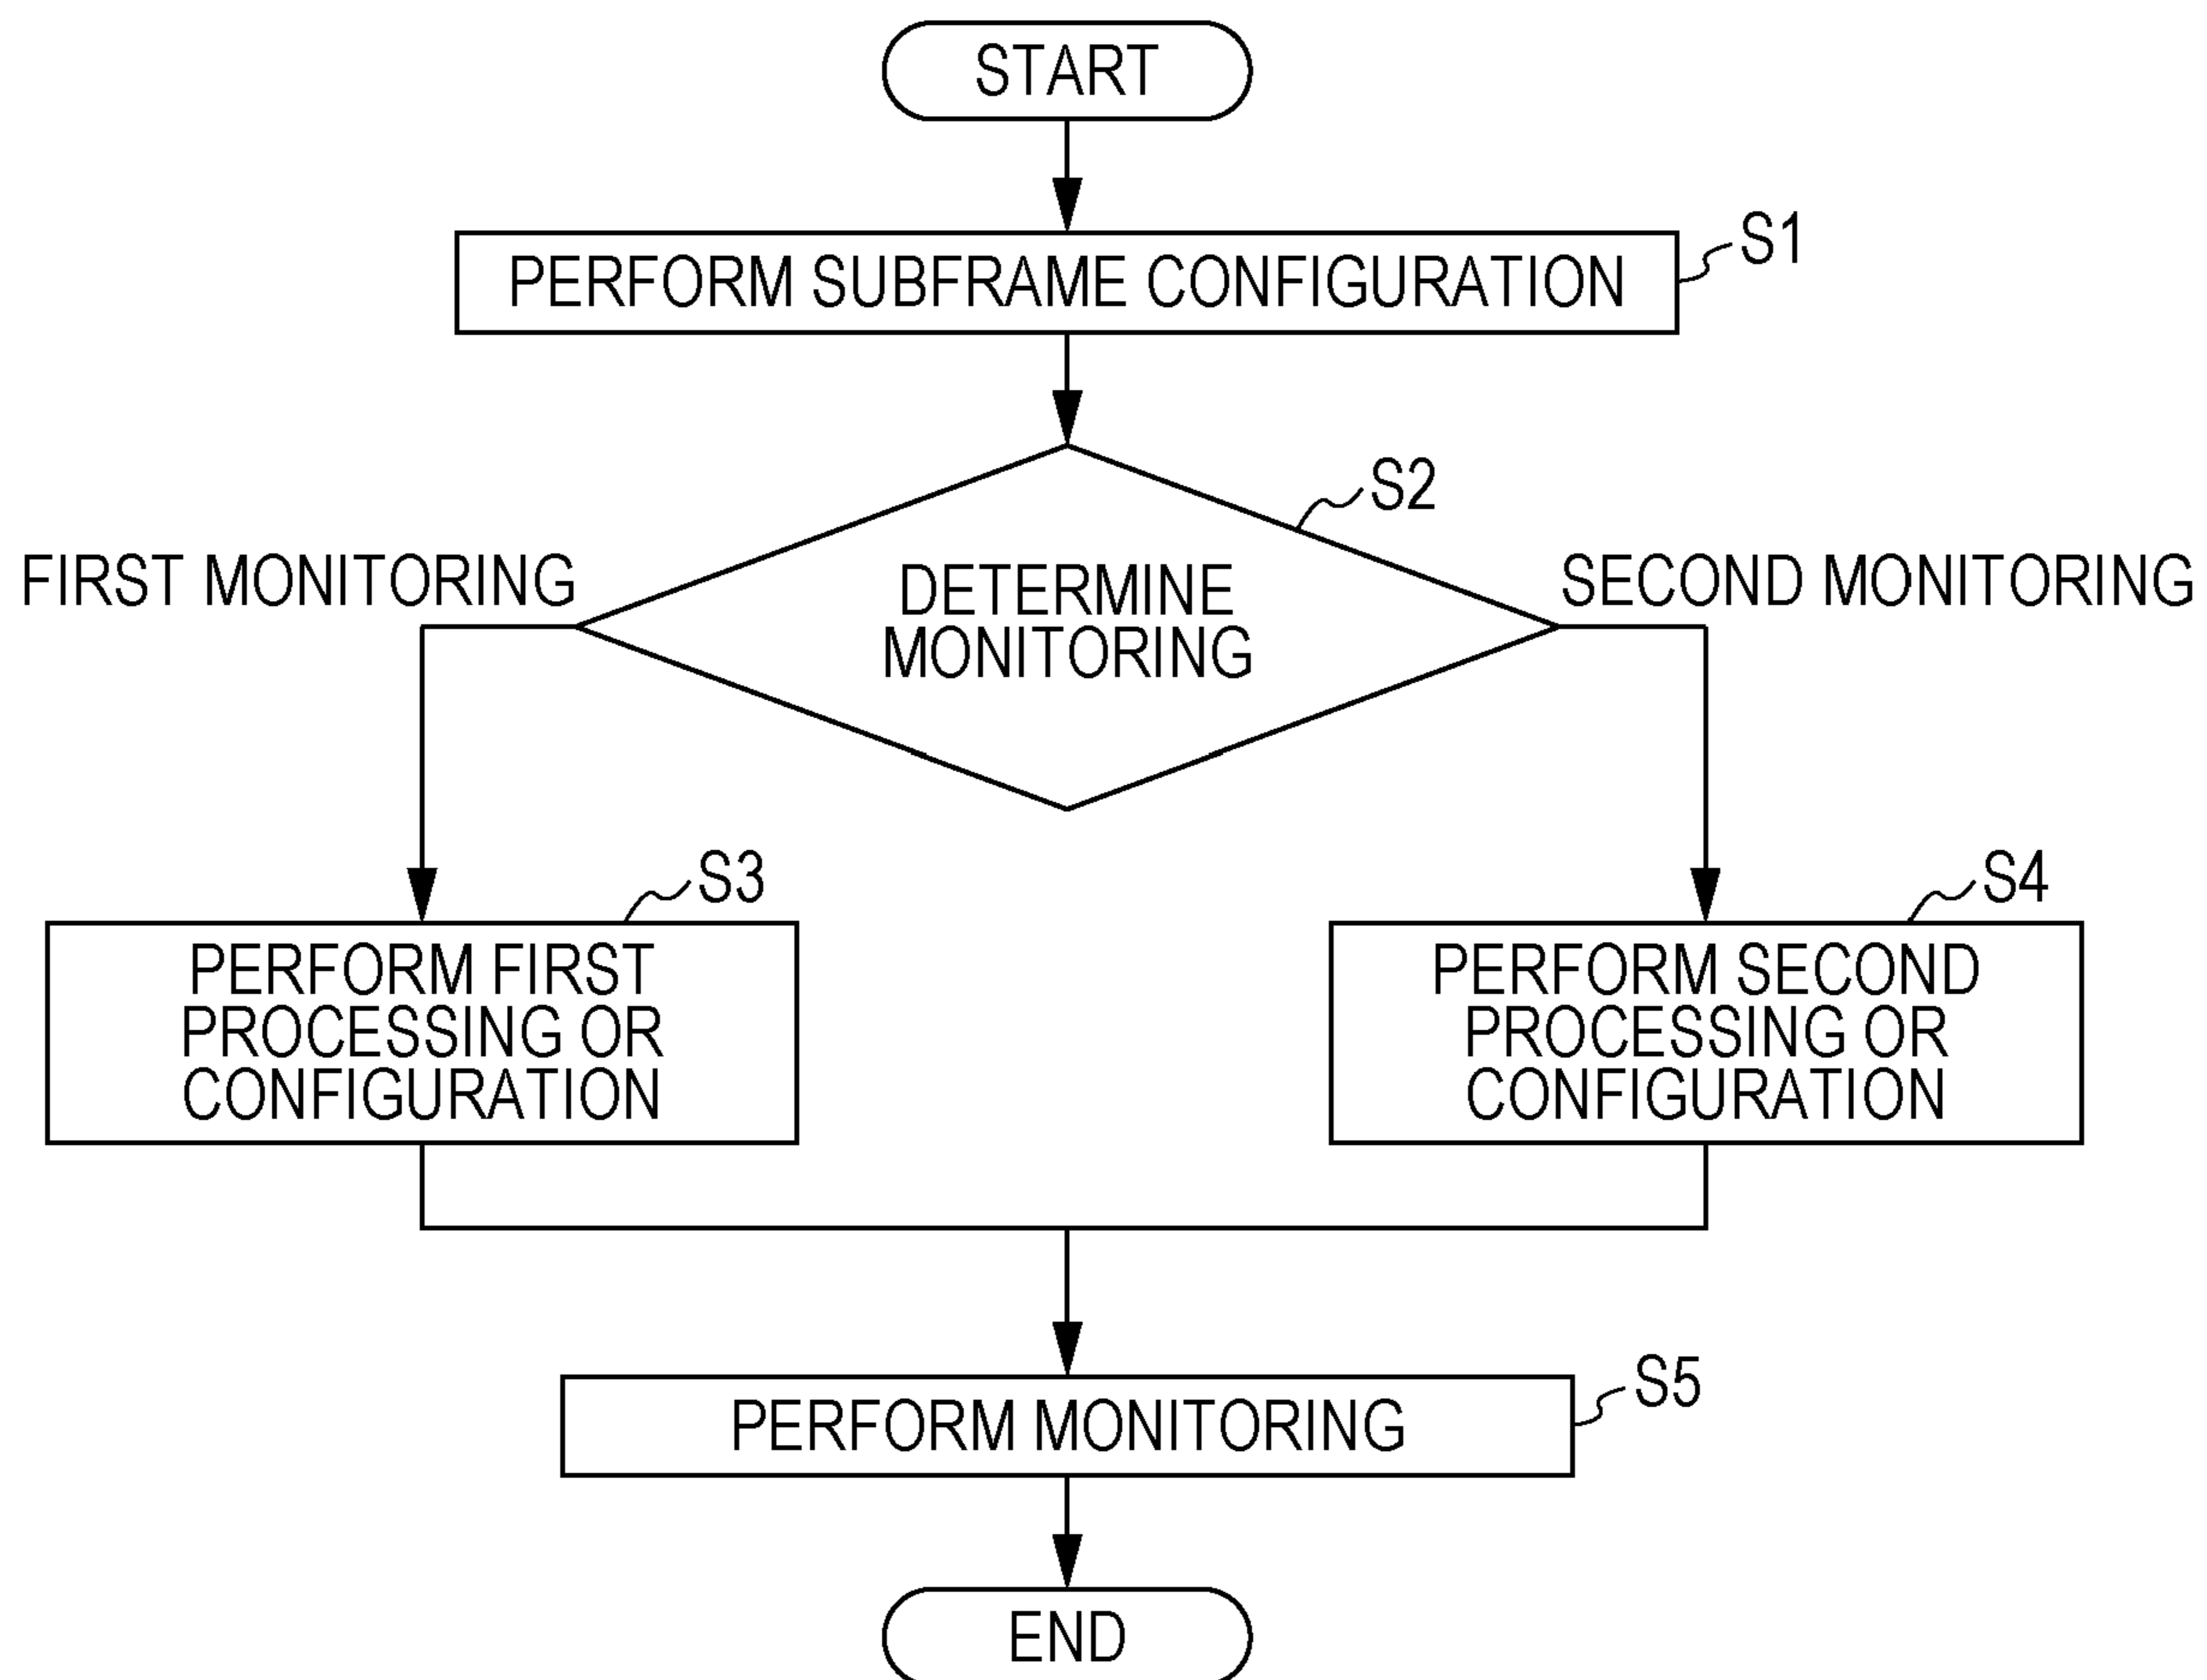 START
PERFORM SUBFRAME CONFIGURATION
S1
S2
FIRST MONITORING
DETERMINE
MONITORING
SECOND MONITORING
S3
S4
PERFORM FIRST
PROCESSING OR
CONFIGURATION
PERFORM SECOND
PROCESSING OR
CONFIGURATION
PERFORM MONITORING
S5
END